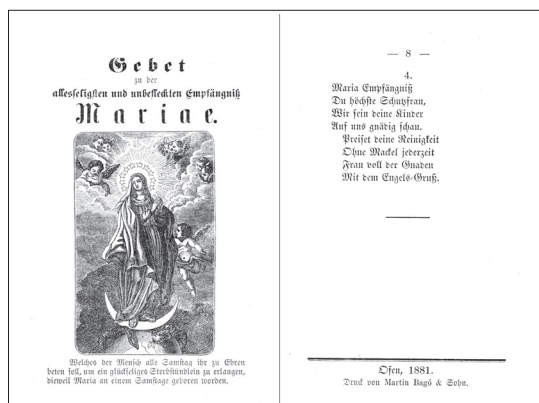 Gebet
zu der
allerseligsten und unbefleckten Empfängniß
Mariae.
Welches der Mensch alle Samstag ihr zu Ehren
beten soll, um ein glückseliges Sterbstündlein zu erlangen,
dieweil Maria an einem Samstage geboren worden.
— 8 —
4.
Maria Empfängniß
Du höchste Schutzfrau,
Wir sein deine Kinder
Auf uns gnädig schau.
Preiset deine Reinigkeit
Ohne Mackel jederzeit
Frau voll der Gnaden
Mit dem Engels-Gruß.
Ofen, 1881.
Druck von Martin Bagó & Sohn.